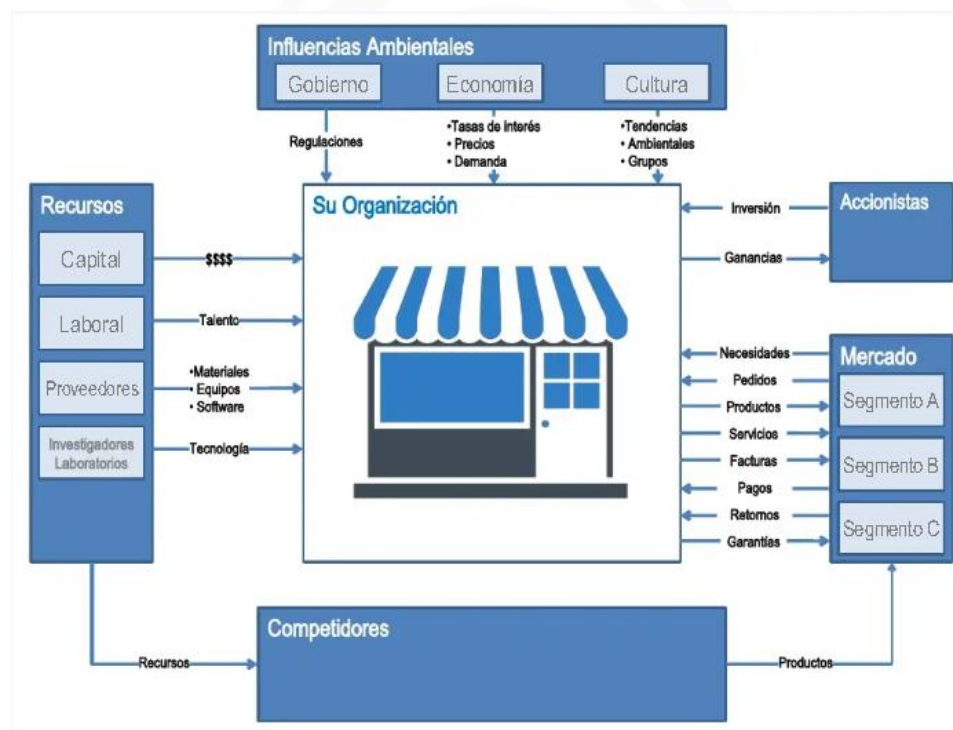 Influencias Ambientales
Gobierno
Economía
Cultura
Regulaciones
•Tasas de interés
• Precios
• Demanda
•Tendencias
• Ambientales
• Grupos
Recursos
Capital
Laboral
Proveedores
Investigadores
Laboratorios
$$$$
Talento
•Materiales
• Equipos
• Software
Tecnología
Su Organización
Inversión
Ganancias
Accionistas
Necesidades
Pedidos
Productos
Servicios
Facturas
Pagos
Retornos
Garantías
Mercado
Segmento A
Segmento B
Segmento C
Competidores
Recursos
Productos